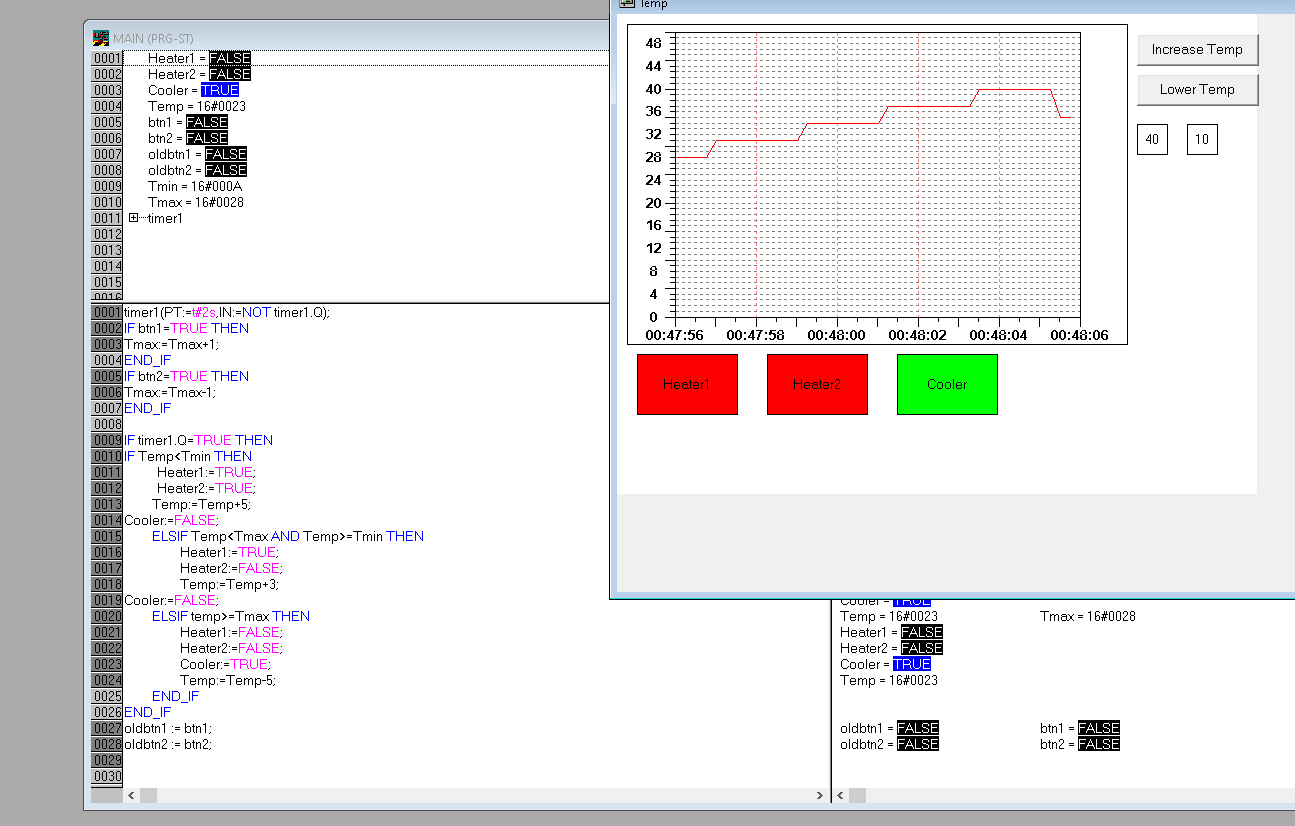 MAIN (PRG-ST)
0001 Heater1 = FALSE
0002 Heater2 = FALSE
0003 Cooler = TRUE
0004 Temp = 16#0023
0005 btn1 = FALSE
0006 btn2 = FALSE
0007 oldbtn1 = FALSE
0008 oldbtn2 = FALSE
0009 Tmin = 16#000A
0010 Tmax = 16#0028
0011 timer1
0012
0013
0014
0015
0016
0001 timer1(PT:=t#2s,IN:=NOT timer1.Q);
0002 IF btn1=TRUE THEN
0003 Tmax:=Tmax+1;
0004 END_IF
0005 IF btn2=TRUE THEN
0006 Tmax:=Tmax-1;
0007 END_IF
0008
0009 IF timer1.Q=TRUE THEN
0010 IF Temp<Tmin THEN
0011 Heater1:=TRUE;
0012 Heater2:=TRUE;
0013 Temp:=Temp+5;
0014 Cooler:=FALSE;
0015 ELSIF Temp<Tmax AND Temp>=Tmin THEN
0016 Heater1:=TRUE;
0017 Heater2:=FALSE;
0018 Temp:=Temp+3;
0019 Cooler:=FALSE;
0020 ELSIF temp>=Tmax THEN
0021 Heater1:=FALSE;
0022 Heater2:=FALSE;
0023 Cooler:=TRUE;
0024 Temp:=Temp-5;
0025 END_IF
0026 END_IF
0027 oldbtn1 := btn1;
0028 oldbtn2 := btn2;
0029
0030
Temp
48
44
40
36
32
28
24
20
16
12
8
4
0
00:47:56 00:47:58 00:48:00 00:48:02 00:48:04 00:48:06
Increase Temp
Lower Temp
40 10
Heater1 Heater2 Cooler
Cooler = TRUE
Temp = 16#0023 Tmax = 16#0028
Heater1 = FALSE
Heater2 = FALSE
Cooler = TRUE
Temp = 16#0023
oldbtn1 = FALSE btn1 = FALSE
oldbtn2 = FALSE btn2 = FALSE